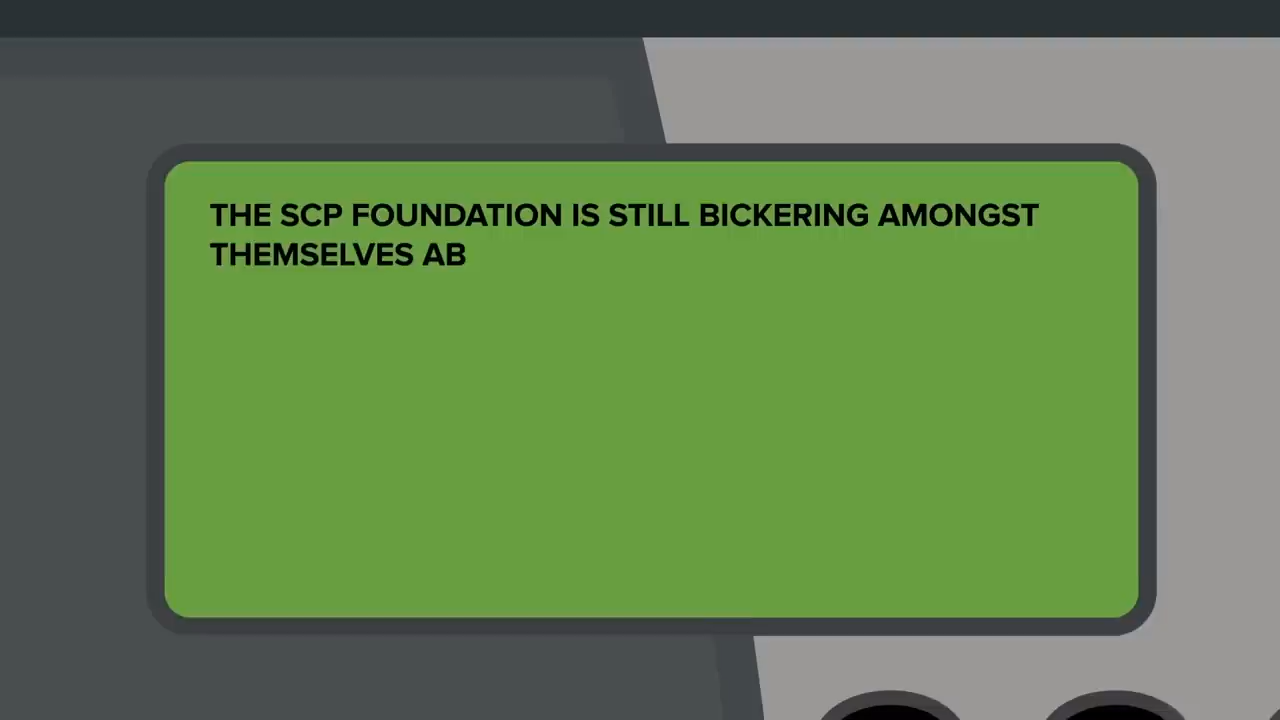 THE SCP FOUNDATION IS STILL BICKERING AMONGST
THEMSELVES AB